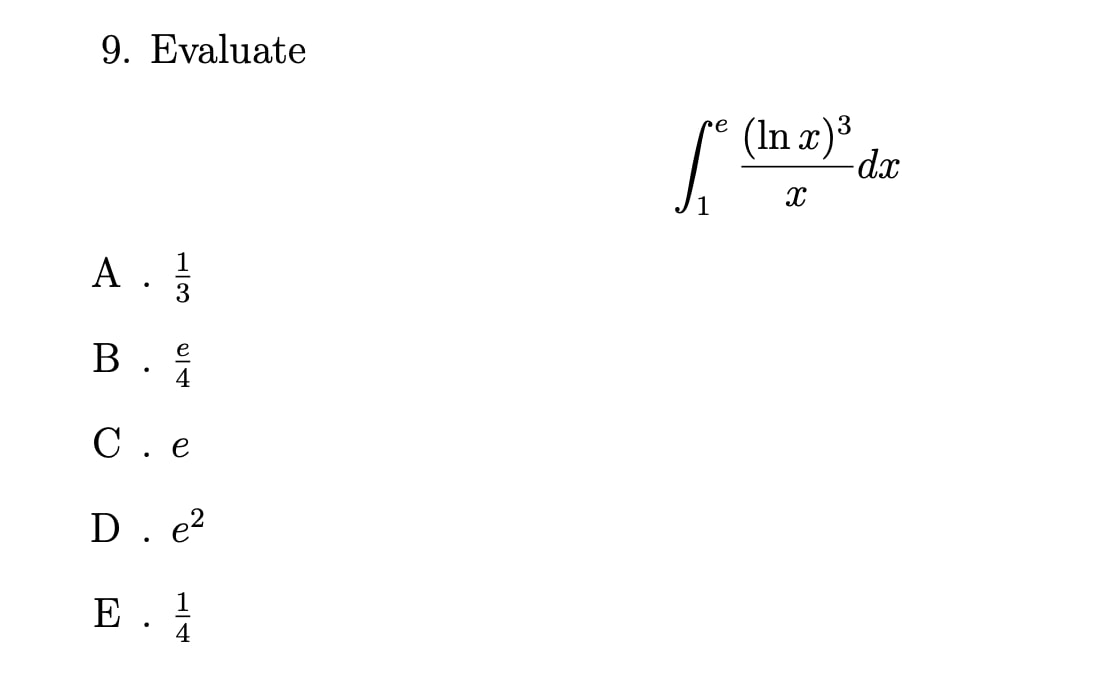 9. Evaluate
∫₁ᵉ (ln x)³/x dx
A . 1/3
B . e/4
C . e
D . e²
E . 1/4